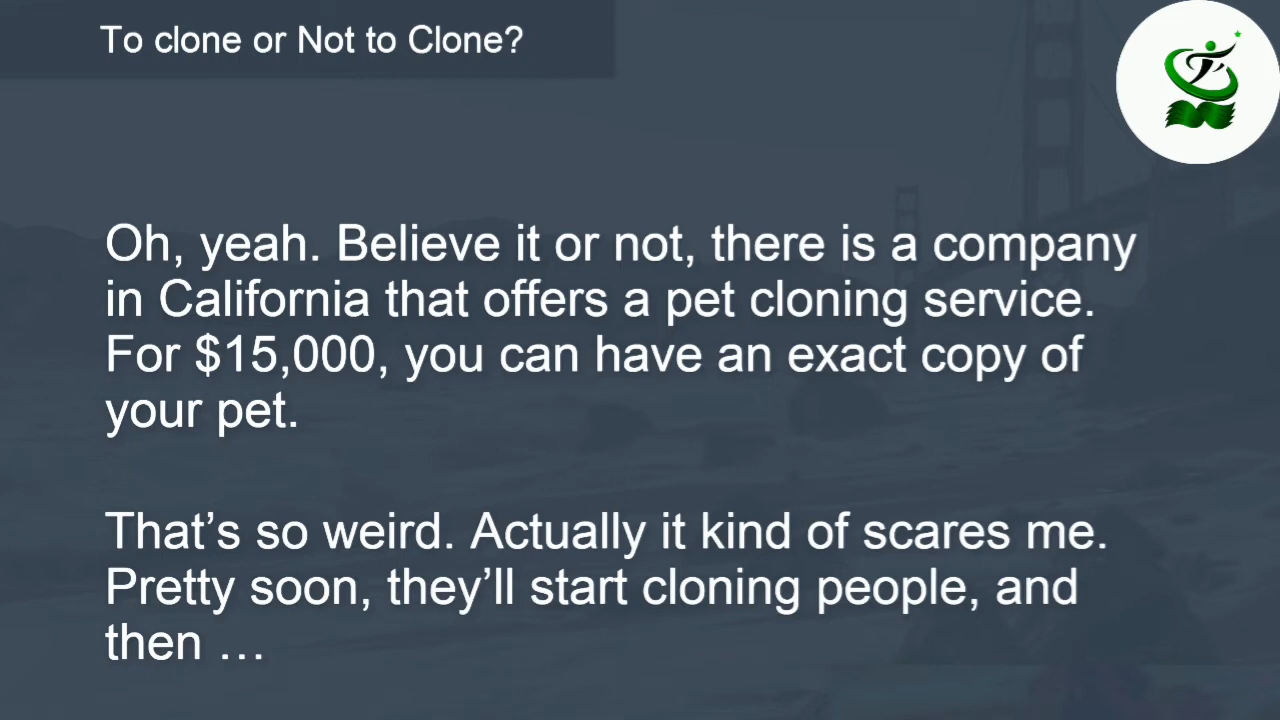 To clone or Not to Clone?
Oh, yeah. Believe it or not, there is a company
in California that offers a pet cloning service.
For $15,000, you can have an exact copy of
your pet.
That’s so weird. Actually it kind of scares me.
Pretty soon, they’ll start cloning people, and
then …